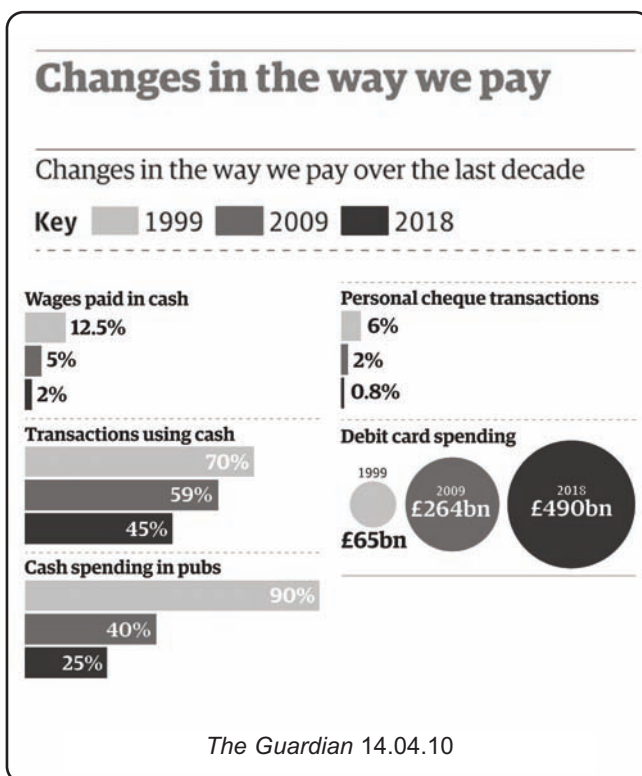 Changes in the way we pay
Changes in the way we pay over the last decade
Key 1999 2009 2018
Wages paid in cash
12.5%
5%
2%
Transactions using cash
70%
59%
45%
Cash spending in pubs
90%
40%
25%
Personal cheque transactions
6%
2%
0.8%
Debit card spending
1999
£65bn
2009
£264bn
2018
£490bn
The Guardian 14.04.10